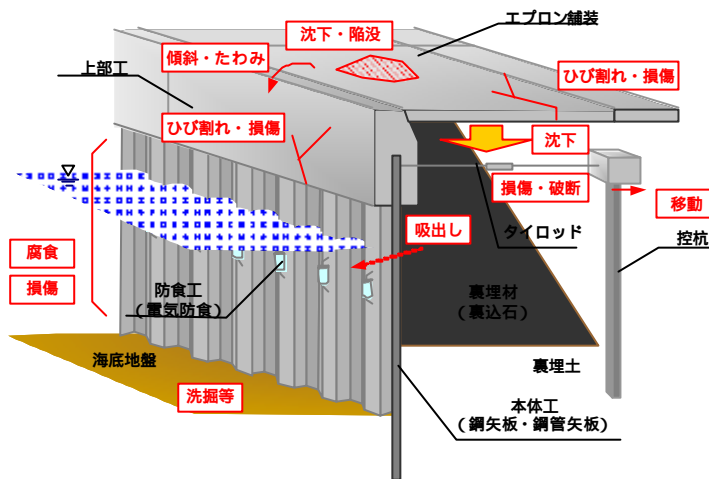 エプロン舗装
沈下・陥没
傾斜・たわみ
上部工
ひび割れ・損傷
ひび割れ・損傷
沈下
損傷・破断
移動
タイロッド
控杭
吸出し
腐食
損傷
防食工
(電気防食)
裏埋材
(裏込石)
海底地盤
裏埋土
洗掘等
本体工
(鋼矢板・鋼管矢板)